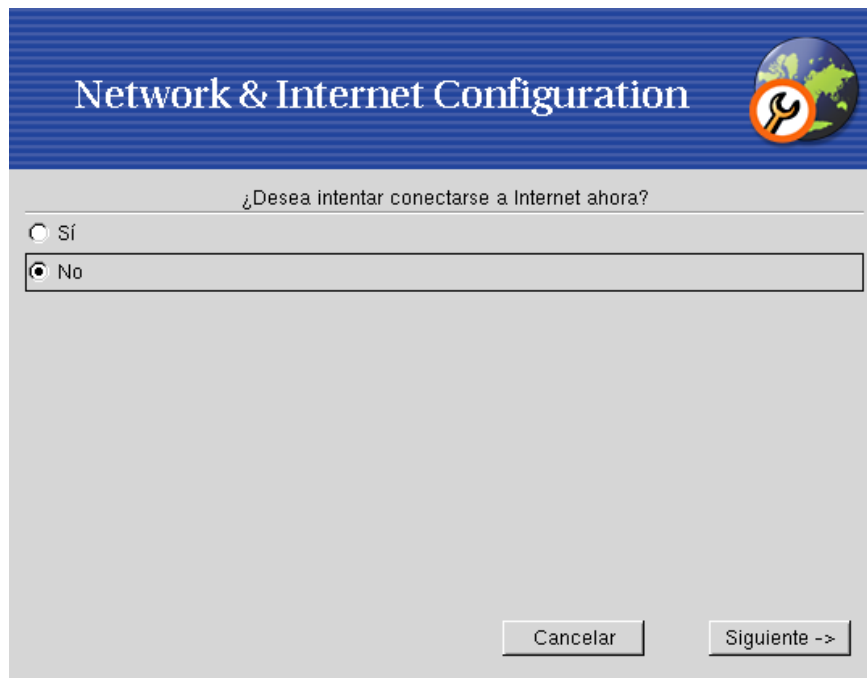 Network & Internet Configuration
¿Desea intentar conectarse a Internet ahora?
Sí
No
Cancelar
Siguiente ->